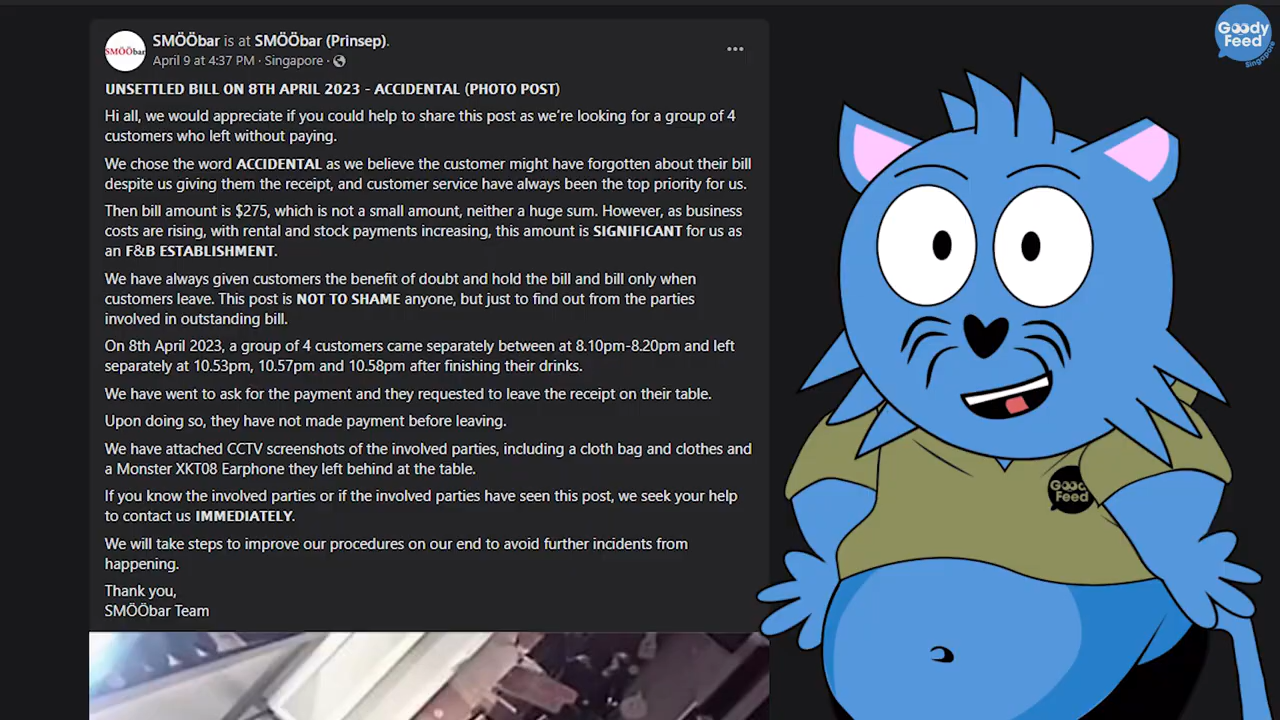 SMÖÖbar is at SMÖÖbar (Prinsep).
April 9 at 4:37 PM · Singapore ·
SMÖÖbar
UNSETTLED BILL ON 8TH APRIL 2023 - ACCIDENTAL (PHOTO POST)
Hi all, we would appreciate if you could help to share this post as we're looking for a group of 4
customers who left without paying.
We chose the word ACCIDENTAL as we believe the customer might have forgotten about their bill
despite us giving them the receipt, and customer service have always been the top priority for us.
Then bill amount is $275, which is not a small amount, neither a huge sum. However, as business
costs are rising, with rental and stock payments increasing, this amount is SIGNIFICANT for us as
an F&B ESTABLISHMENT.
We have always given customers the benefit of doubt and hold the bill and bill only when
customers leave. This post is NOT TO SHAME anyone, but just to find out from the parties
involved in outstanding bill.
On 8th April 2023, a group of 4 customers came separately between at 8.10pm-8.20pm and left
separately at 10.53pm, 10.57pm and 10.58pm after finishing their drinks.
We have went to ask for the payment and they requested to leave the receipt on their table.
Upon doing so, they have not made payment before leaving.
We have attached CCTV screenshots of the involved parties, including a cloth bag and clothes and
a Monster XKT08 Earphone they left behind at the table.
If you know the involved parties or if the involved parties have seen this post, we seek your help
to contact us IMMEDIATELY.
We will take steps to improve our procedures on our end to avoid further incidents from
happening.
Thank you,
SMÖÖbar Team
Goody
Feed
Singapore
Gooc
Feed